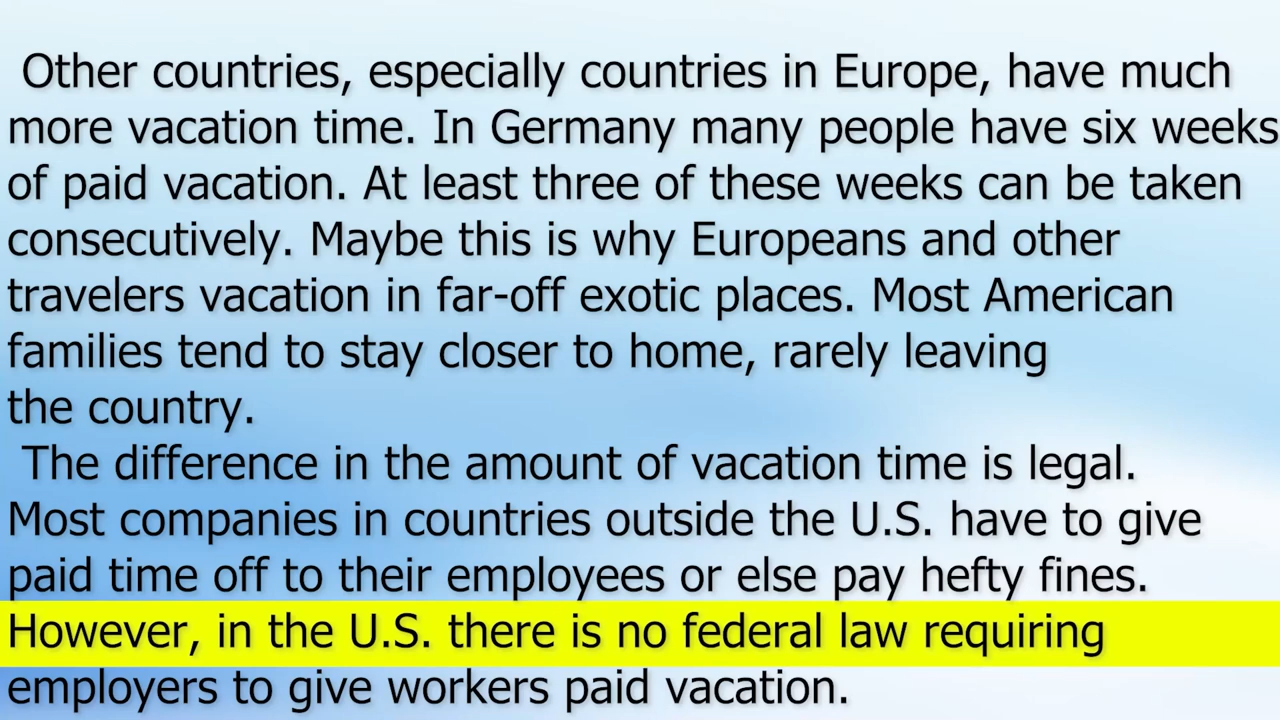 Other countries, especially countries in Europe, have much
more vacation time. In Germany many people have six weeks
of paid vacation. At least three of these weeks can be taken
consecutively. Maybe this is why Europeans and other
travelers vacation in far-off exotic places. Most American
families tend to stay closer to home, rarely leaving
the country.
The difference in the amount of vacation time is legal.
Most companies in countries outside the U.S. have to give
paid time off to their employees or else pay hefty fines.
However, in the U.S. there is no federal law requiring
employers to give workers paid vacation.